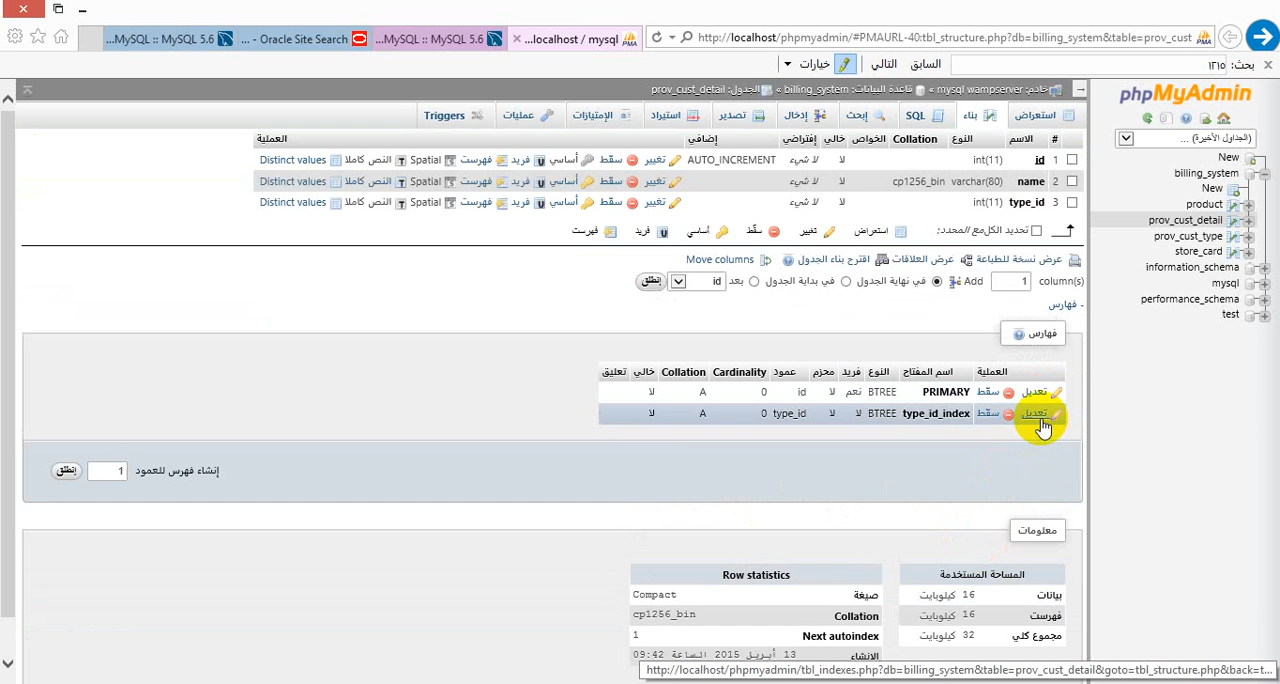 ...MySQL :: MySQL 5.6
... - Oracle Site Search
...MySQL :: MySQL 5.6
...localhost / mysql
http://localhost/phpmyadmin/#PMAURL-40:tbl_structure.php?db=billing_system&table=prov_cust
بحث: ١٢١٥
السابق
التالي
خيارات
خادم: mysql wampserver » قاعدة البيانات: billing_system » الجدول: prov_cust_detail
استعراض
بناء
SQL
إبحث
إدخال
تصدير
استيراد
الإمتيازات
عمليات
Triggers
# الاسم النوع Collation الخواص خالي إفتراضي إضافي العملية
1 id int(11) لا لا شيء AUTO_INCREMENT تغيير سقّط أساسي فريد فهرست Spatial النص كاملا Distinct values
2 name varchar(80) cp1256_bin لا لا شيء تغيير سقّط أساسي فريد فهرست Spatial النص كاملا Distinct values
3 type_id int(11) لا لا شيء تغيير سقّط أساسي فريد فهرست Spatial النص كاملا Distinct values
تحديد الكل مع المحدد: استعراض تغيير سقّط أساسي فريد فهرست
عرض نسخة للطباعة عرض العلاقات اقترح بناء الجدول Move columns
Add 1 column(s) في نهاية الجدول في بداية الجدول بعد id إنطلق
- فهارس
فهارس
العملية اسم المفتاح النوع فريد محزم عمود Cardinality Collation خالي تعليق
تعديل سقّط PRIMARY BTREE نعم لا id 0 A لا
تعديل سقّط type_id_index BTREE لا لا type_id 0 A لا
إنشاء فهرس للعمود 1 إنطلق
معلومات
المساحة المستخدمة
بيانات 16 كيلوبايت
فهرست 16 كيلوبايت
مجموع كلي 32 كيلوبايت
Row statistics
صيغة Compact
Collation cp1256_bin
Next autoindex 1
الإنشاء 13 أبريل 2015 الساعة 09:42
http://localhost/phpmyadmin/tbl_indexes.php?db=billing_system&table=prov_cust_detail&goto=tbl_structure.php&back=t...
phpMyAdmin
(الجداول الأخيرة) ...
New
billing_system
New
product
prov_cust_detail
prov_cust_type
store_card
information_schema
mysql
performance_schema
test